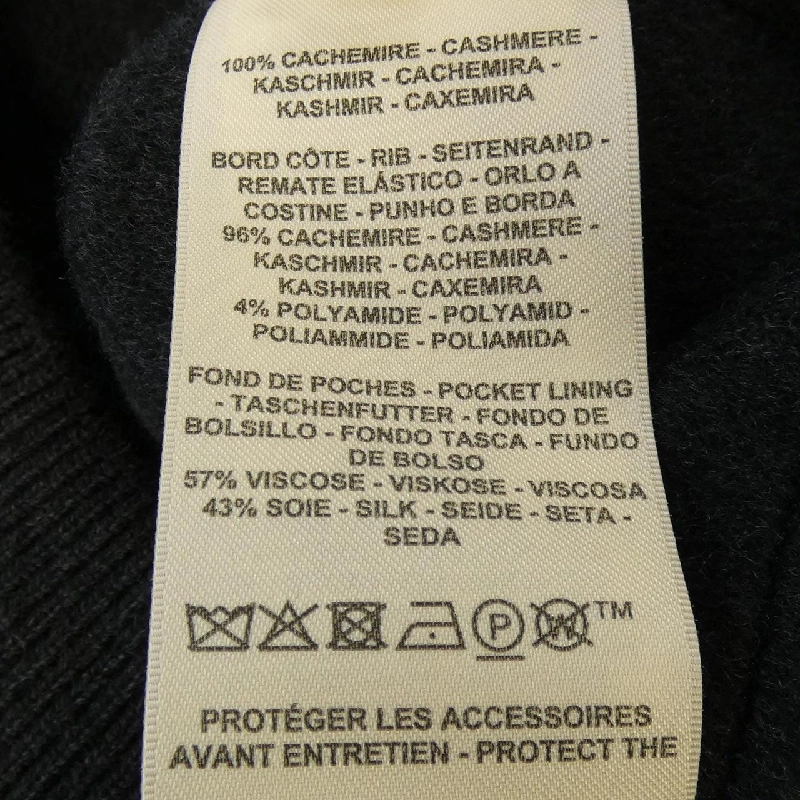 100% CACHEMIRE - CASHMERE -
KASCHMIR - CACHEMIRA -
KASHMIR - CAXEMIRA
BORD CÔTE - RIB - SEITENRAND -
REMATE ELÁSTICO - ORLO A
COSTINE - PUNHO E BORDA
96% CACHEMIRE - CASHMERE -
KASCHMIR - CACHEMIRA -
KASHMIR - CAXEMIRA
4% POLYAMIDE - POLYAMID -
POLIAMMIDE - POLIAMIDA
FOND DE POCHES - POCKET LINING
- TASCHENFUTTER - FONDO DE
BOLSILLO - FONDO TASCA - FUNDO
DE BOLSO
57% VISCOSE - VISKOSE - VISCOSA
43% SOIE - SILK - SEIDE - SETA -
SEDA
P W TM
PROTÉGER LES ACCESSOIRES
AVANT ENTRETIEN - PROTECT THE